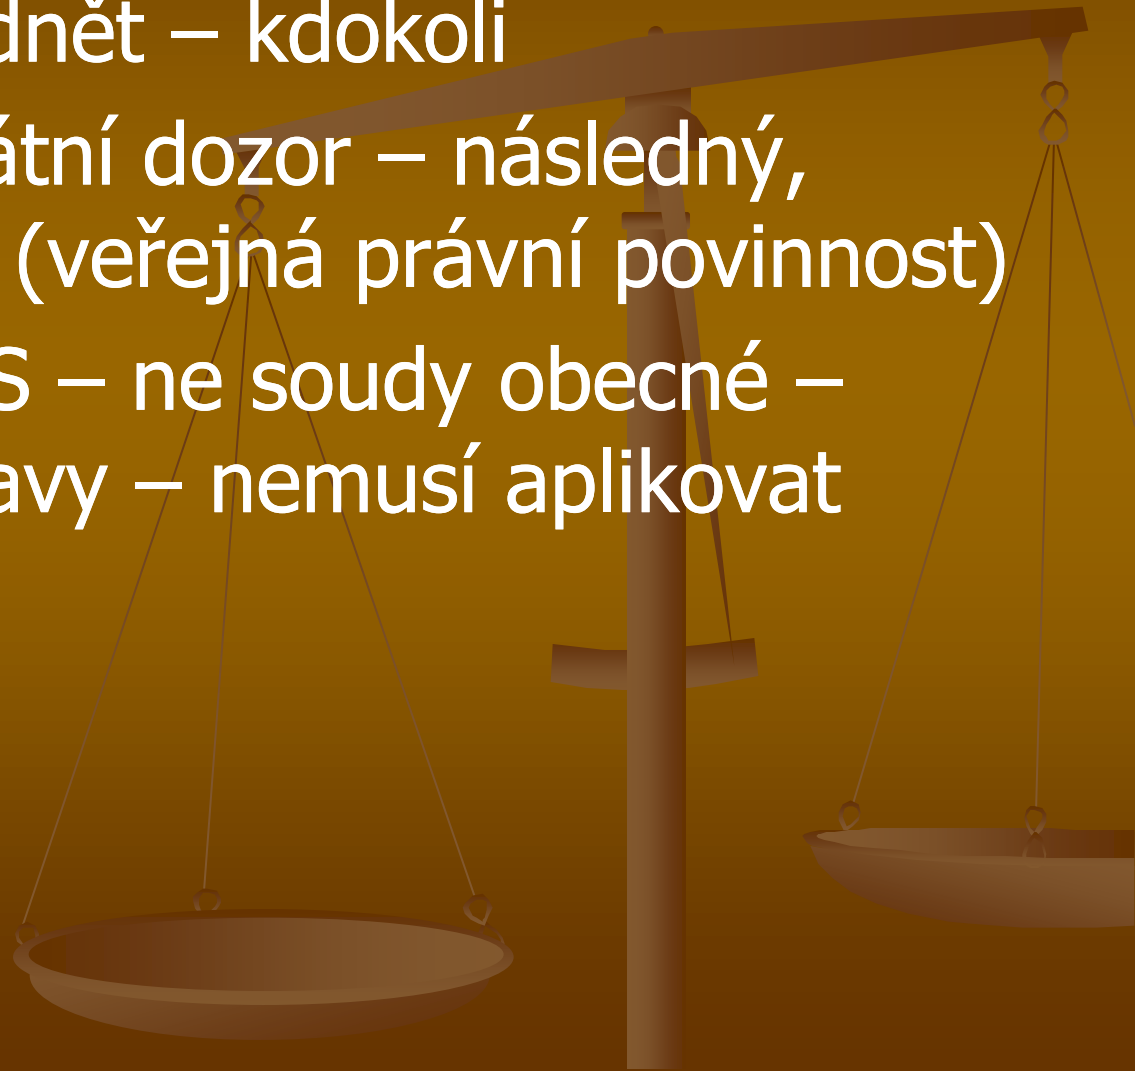 dnět – kdokoli
átní dozor – následný,
(veřejná právní povinnost)
S – ne soudy obecné –
avy – nemusí aplikovat